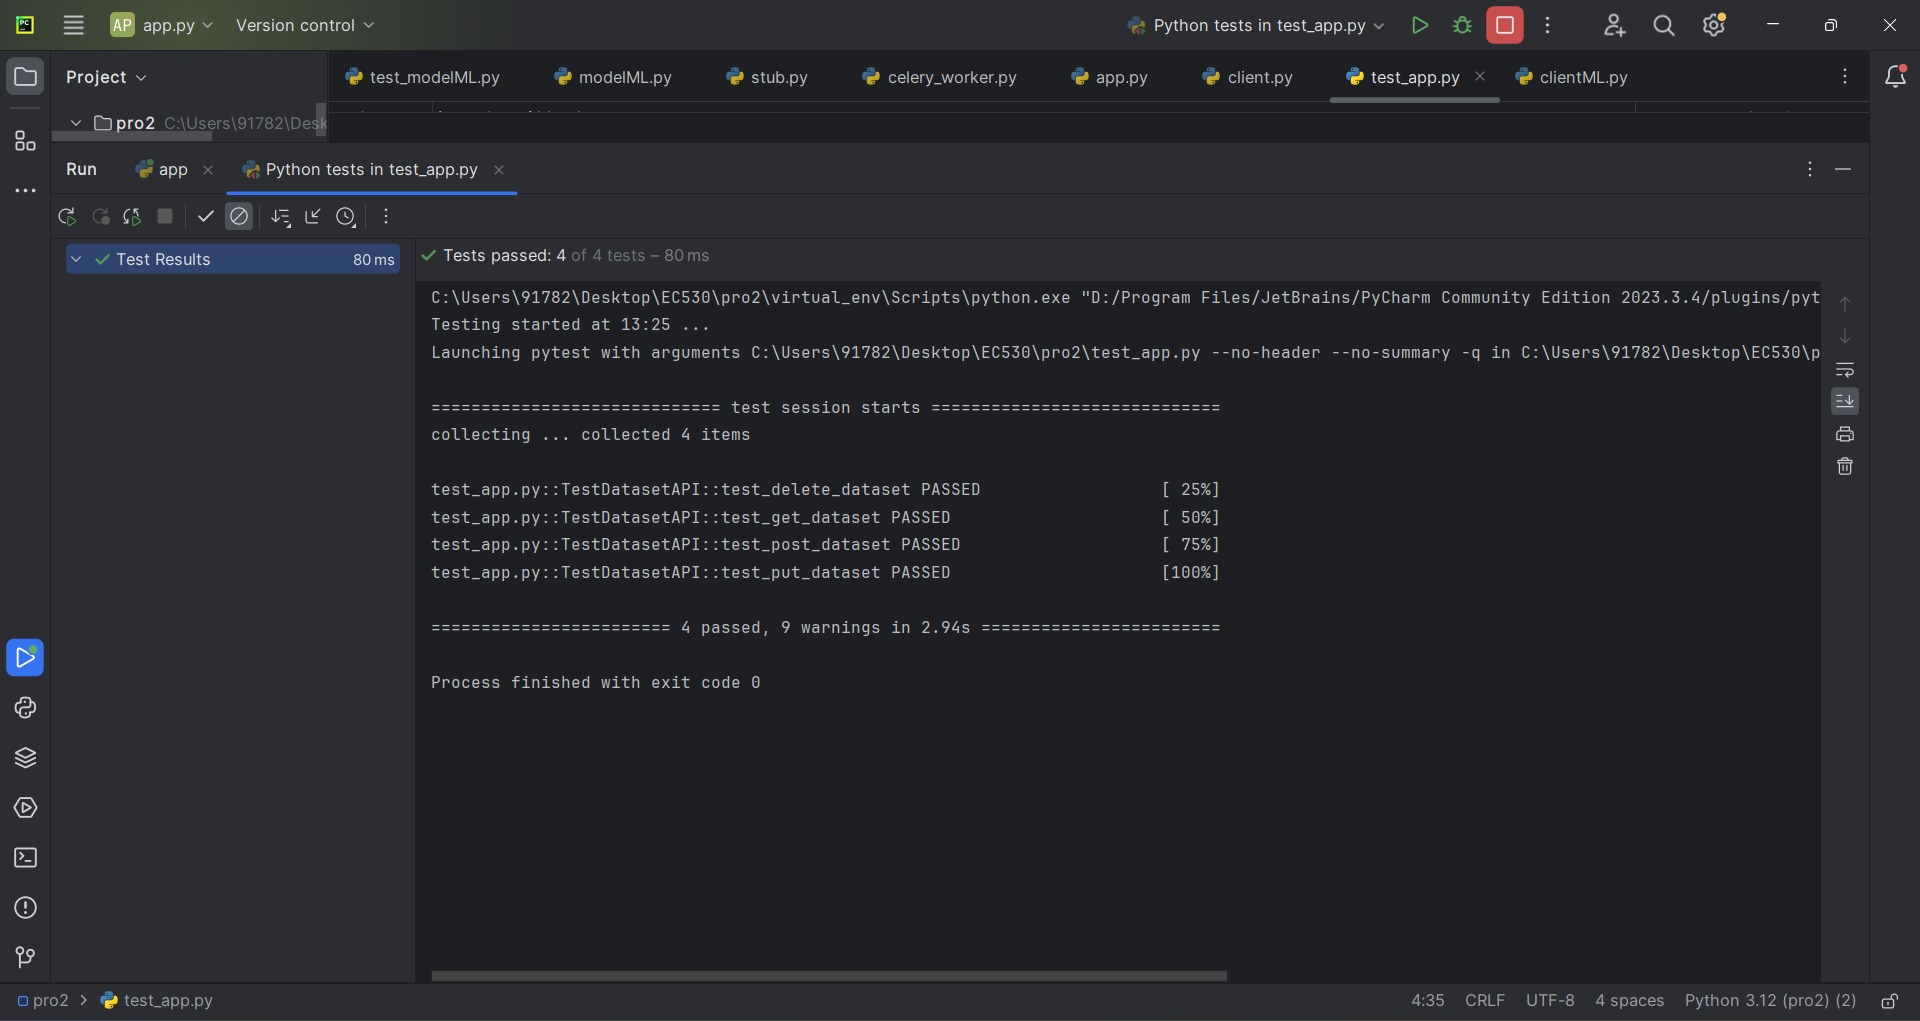 PC
AP app.py Version control Python tests in test_app.py
Project test_modelML.py modelML.py stub.py celery_worker.py app.py client.py test_app.py clientML.py
pro2 C:\Users\91782\Desk
Run app Python tests in test_app.py
Test Results 80 ms
Tests passed: 4 of 4 tests – 80 ms
C:\Users\91782\Desktop\EC530\pro2\virtual_env\Scripts\python.exe "D:/Program Files/JetBrains/PyCharm Community Edition 2023.3.4/plugins/pyt
Testing started at 13:25 ...
Launching pytest with arguments C:\Users\91782\Desktop\EC530\pro2\test_app.py --no-header --no-summary -q in C:\Users\91782\Desktop\EC530\p
============================= test session starts =============================
collecting ... collected 4 items
test_app.py::TestDatasetAPI::test_delete_dataset PASSED [ 25%]
test_app.py::TestDatasetAPI::test_get_dataset PASSED [ 50%]
test_app.py::TestDatasetAPI::test_post_dataset PASSED [ 75%]
test_app.py::TestDatasetAPI::test_put_dataset PASSED [100%]
======================== 4 passed, 9 warnings in 2.94s ========================
Process finished with exit code 0
pro2 > test_app.py 4:35 CRLF UTF-8 4 spaces Python 3.12 (pro2) (2)